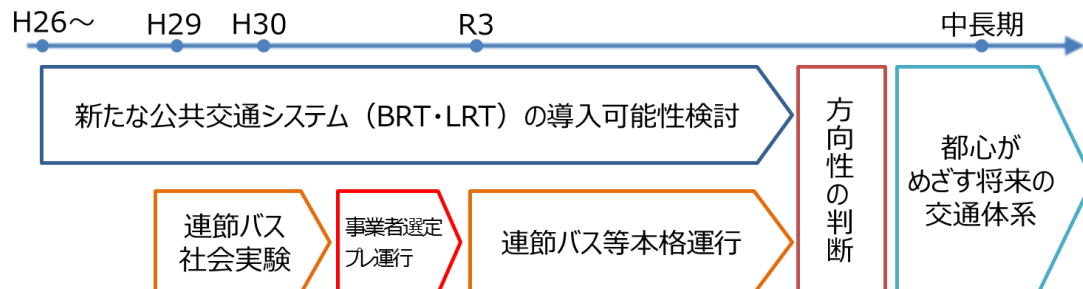 H26～
H29
H30
R3
中長期
新たな公共交通システム（BRT・LRT）の導入可能性検討
方向性の判断
都心が
めざす将来の
交通体系
連節バス
社会実験
事業者選定
プレ運行
連節バス等本格運行